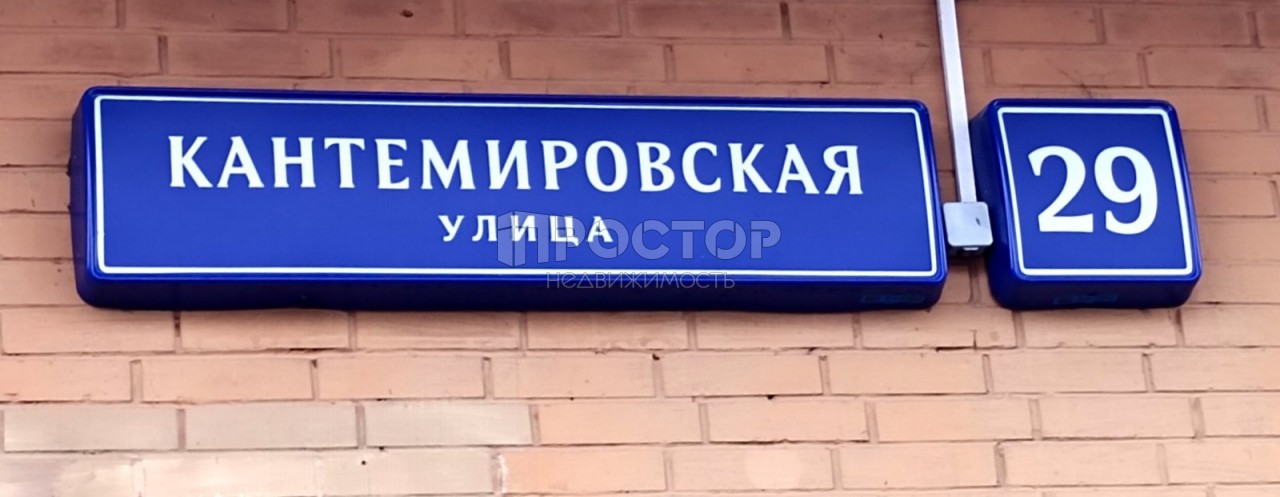 КАНТЕМИРОВСКАЯ
УЛИЦА
29
ПРОСТОР
НЕДВИЖИМОСТЬ